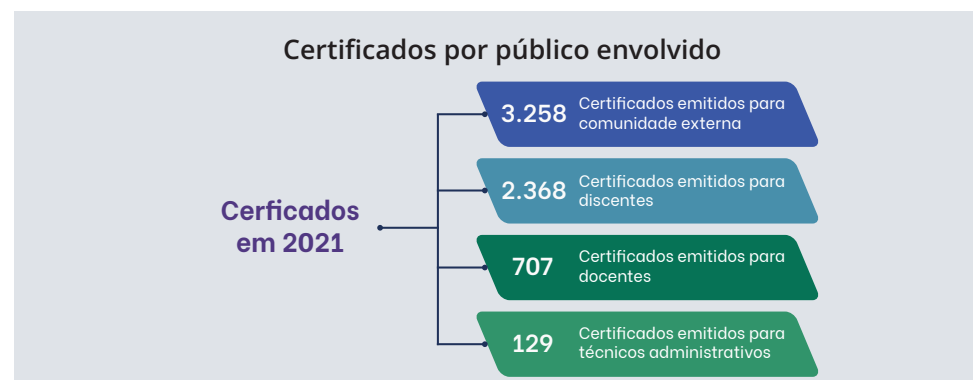 Certificados por público envolvido
3.258
Certificados emitidos para
comunidade externa
2.368
Certificados emitidos para
discentes
Cerficados
em 2021
707
Certificados emitidos para
docentes
129
Certificados emitidos para
técnicos administrativos